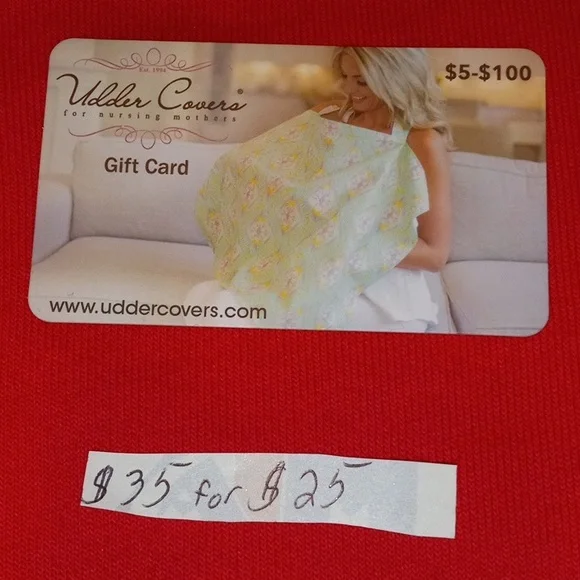 Est. 1994
Udder Covers®
for nursing mothers
$5-$100
Gift Card
www.uddercovers.com
$35 for $25